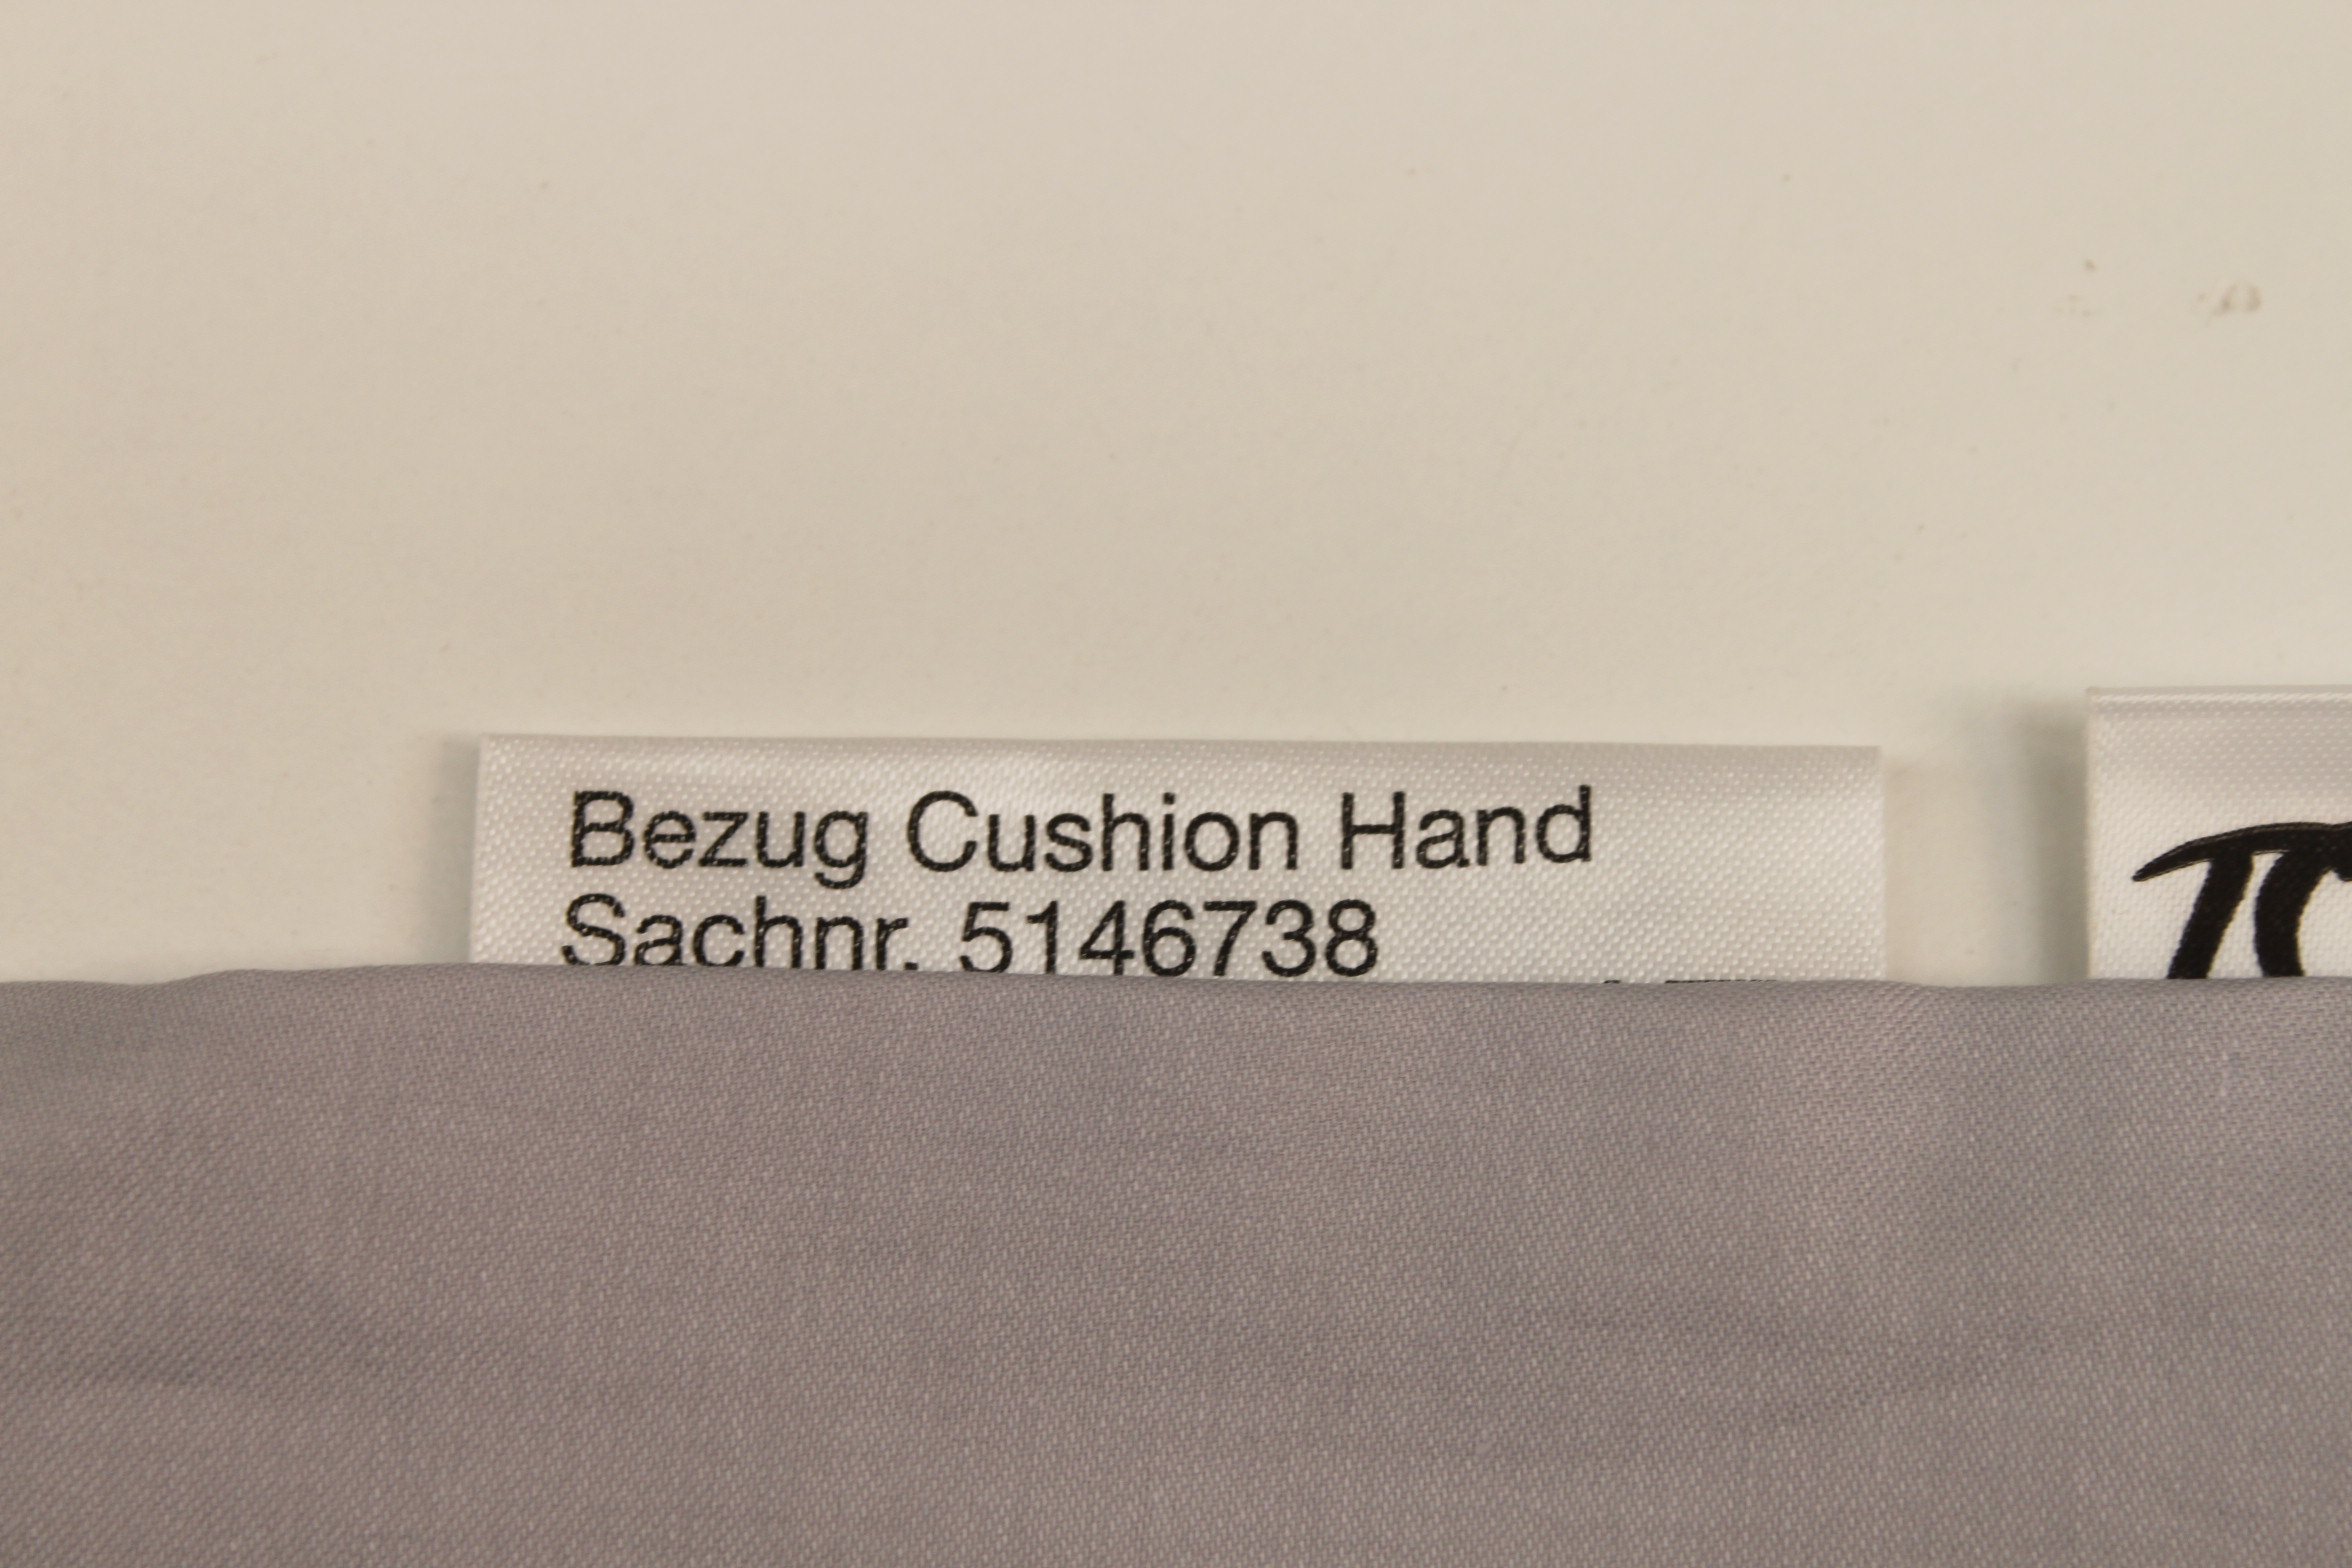 Bezug Cushion Hand
Sachnr. 5146738